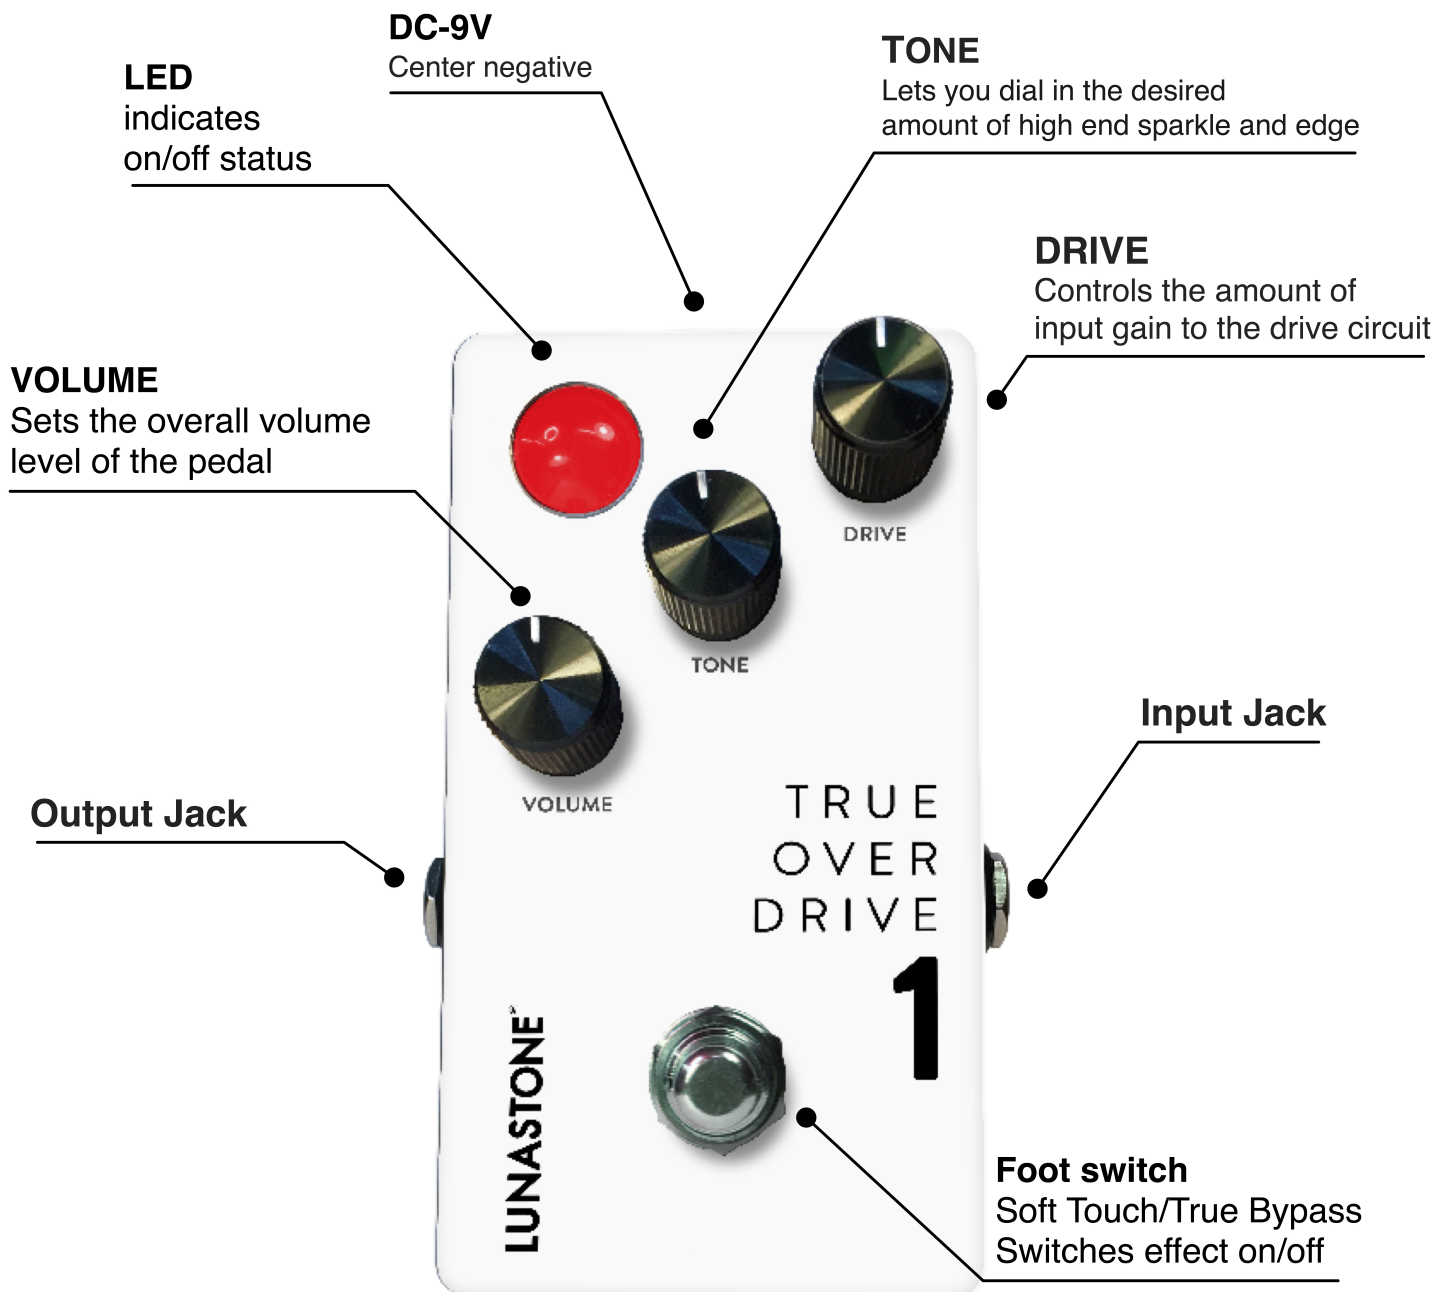 DC-9V
Center negative
TONE
Lets you dial in the desired
amount of high end sparkle and edge
LED
indicates
on/off status
DRIVE
Controls the amount of
input gain to the drive circuit
VOLUME
Sets the overall volume
level of the pedal
DRIVE
TONE
VOLUME
Input Jack
Output Jack
TRUE
OVER
DRIVE
1
LUNASTONE
Foot switch
Soft Touch/True Bypass
Switches effect on/off